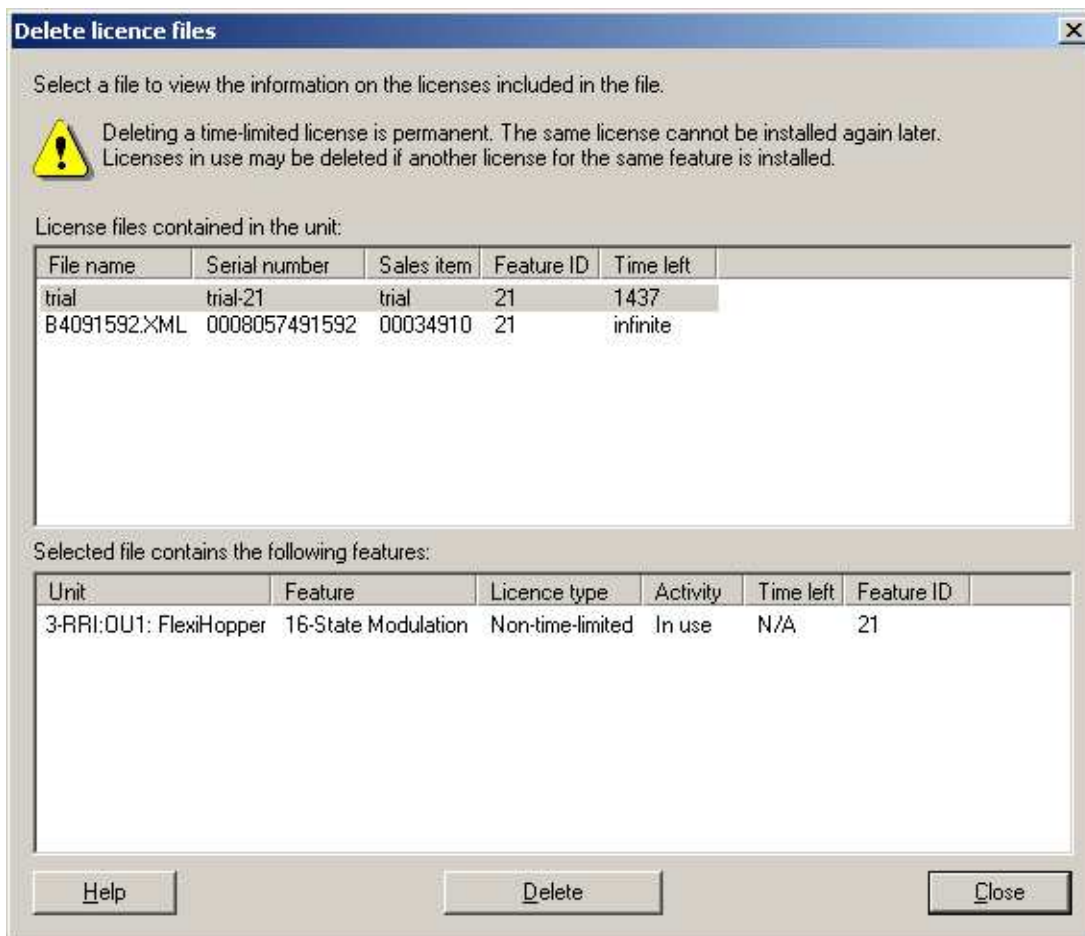 Delete licence files
Select a file to view the information on the licenses included in the file.
Deleting a time-limited license is permanent. The same license cannot be installed again later.
Licenses in use may be deleted if another license for the same feature is installed.
License files contained in the unit:
File name Serial number Sales item Feature ID Time left
trial trial-21 trial 21 1437
B4091592.XML 0008057491592 00034910 21 infinite
Selected file contains the following features:
Unit Feature Licence type Activity Time left Feature ID
3-RRI:OU1: FlexiHopper 16-State Modulation Non-time-limited In use N/A 21
Help Delete Close